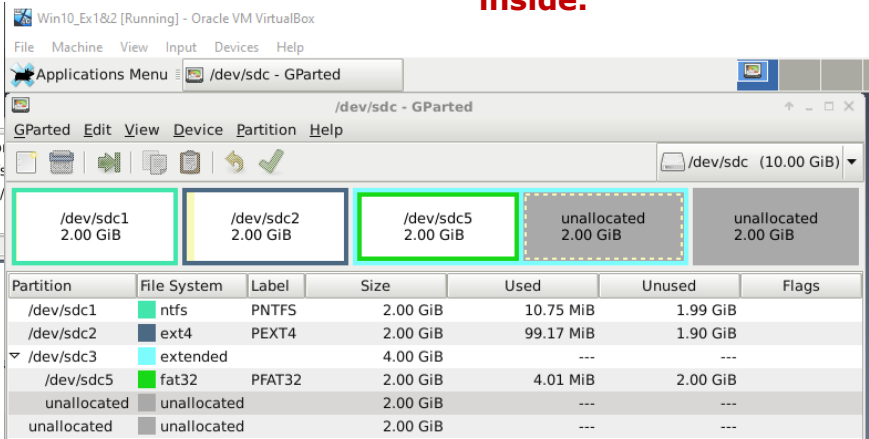 inside.
Win10_Ex1&2 [Running] - Oracle VM VirtualBox
File Machine View Input Devices Help
Applications Menu /dev/sdc - GParted
/dev/sdc - GParted
GParted Edit View Device Partition Help
/dev/sdc (10.00 GiB)
/dev/sdc1 /dev/sdc2 /dev/sdc5 unallocated unallocated
2.00 GiB 2.00 GiB 2.00 GiB 2.00 GiB 2.00 GiB
Partition File System Label Size Used Unused Flags
/dev/sdc1 ntfs PNTFS 2.00 GiB 10.75 MiB 1.99 GiB
/dev/sdc2 ext4 PEXT4 2.00 GiB 99.17 MiB 1.90 GiB
/dev/sdc3 extended 4.00 GiB --- ---
/dev/sdc5 fat32 PFAT32 2.00 GiB 4.01 MiB 2.00 GiB
unallocated unallocated 2.00 GiB --- ---
unallocated unallocated 2.00 GiB --- ---